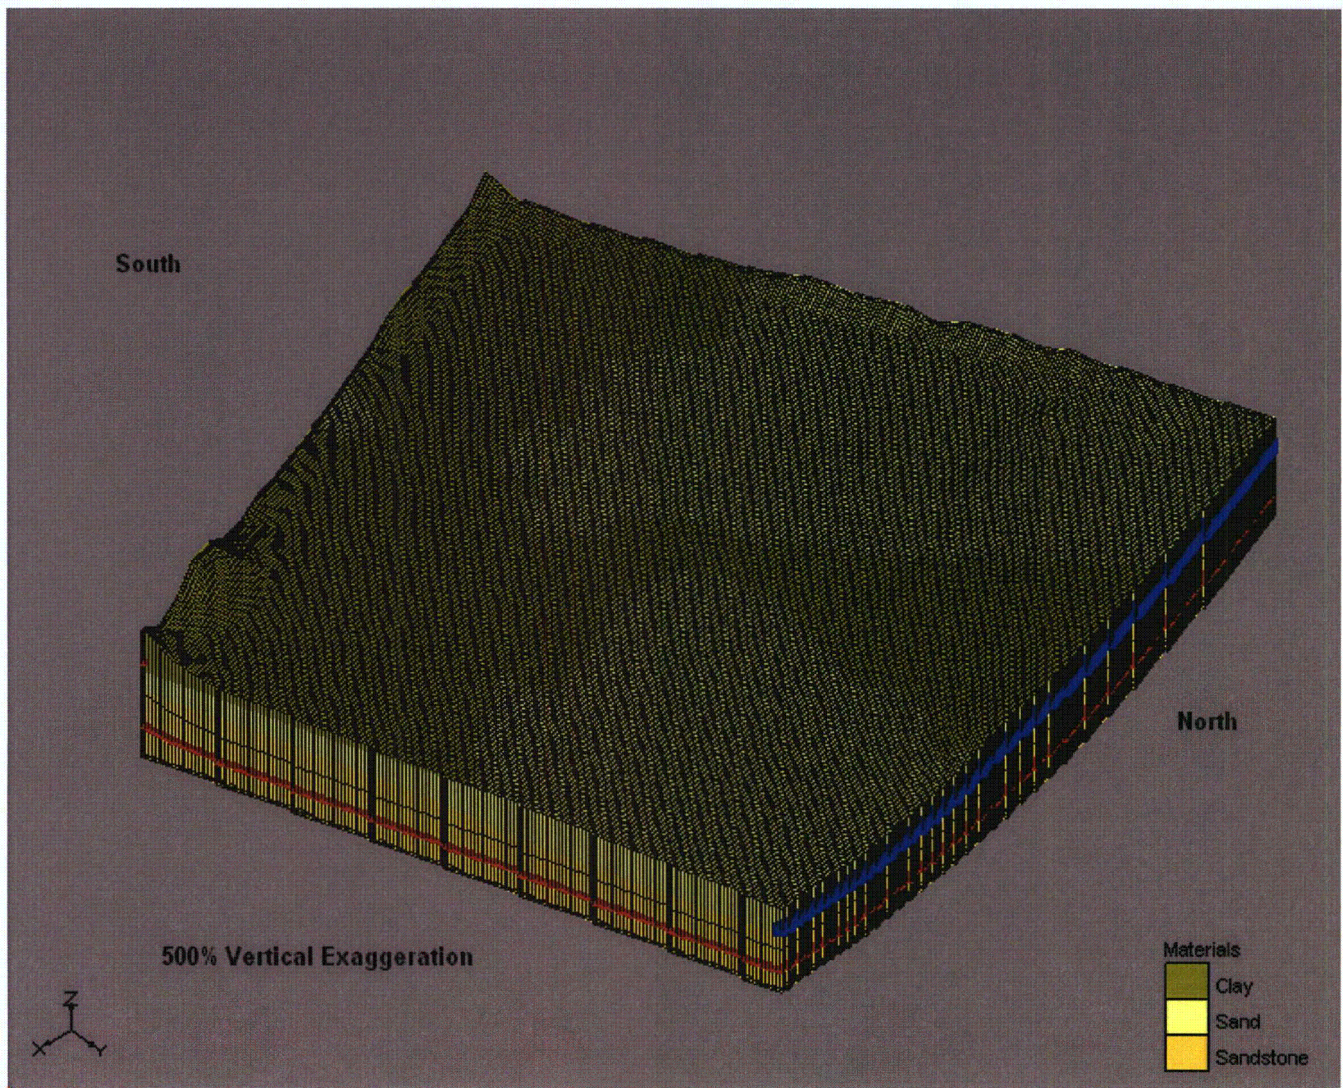 South
North
500% Vertical Exaggeration
Z
X
Y
Materials
Clay
Sand
Sandstone